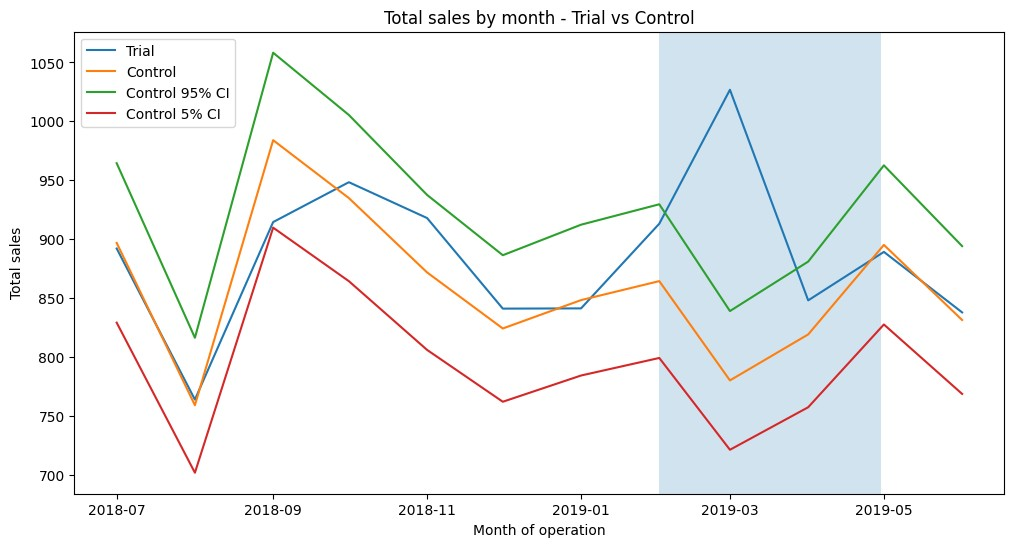 Total sales by month - Trial vs Control
Trial
Control
Control 95% CI
Control 5% CI
Total sales
1050
1000
950
900
850
800
750
700
2018-07
2018-09
2018-11
2019-01
2019-03
2019-05
Month of operation